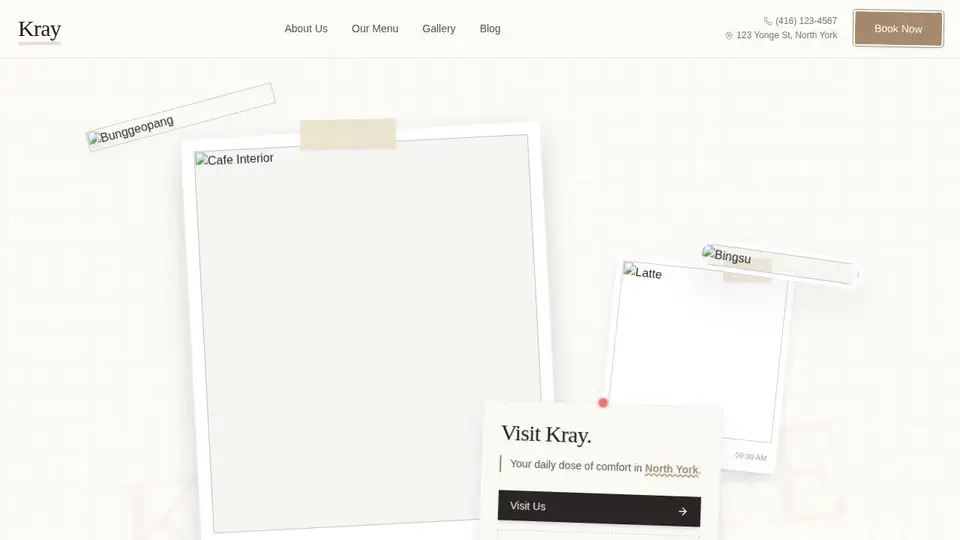 Kray
About Us
Our Menu
Gallery
Blog
(416) 123-4567
123 Yonge St, North York
Book Now
Bunggeopang
Cafe Interior
Bingsu
Latte
09:30 AM
Visit Kray.
Your daily dose of comfort in North York.
Visit Us